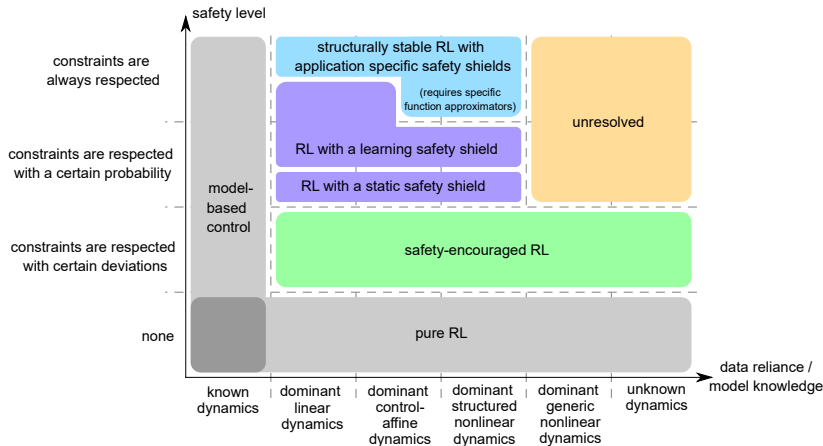 safety level
constraints are
always respected
structurally stable RL with
application specific safety shields
(requires specific
function approximators)
unresolved
constraints are respected
with a certain probability
RL with a learning safety shield
RL with a static safety shield
model-
based
control
constraints are respected
with certain deviations
safety-encouraged RL
none
pure RL
data reliance /
model knowledge
known
dynamics
dominant
linear
dynamics
dominant
control-
affine
dynamics
dominant
structured
nonlinear
dynamics
dominant
generic
nonlinear
dynamics
unknown
dynamics